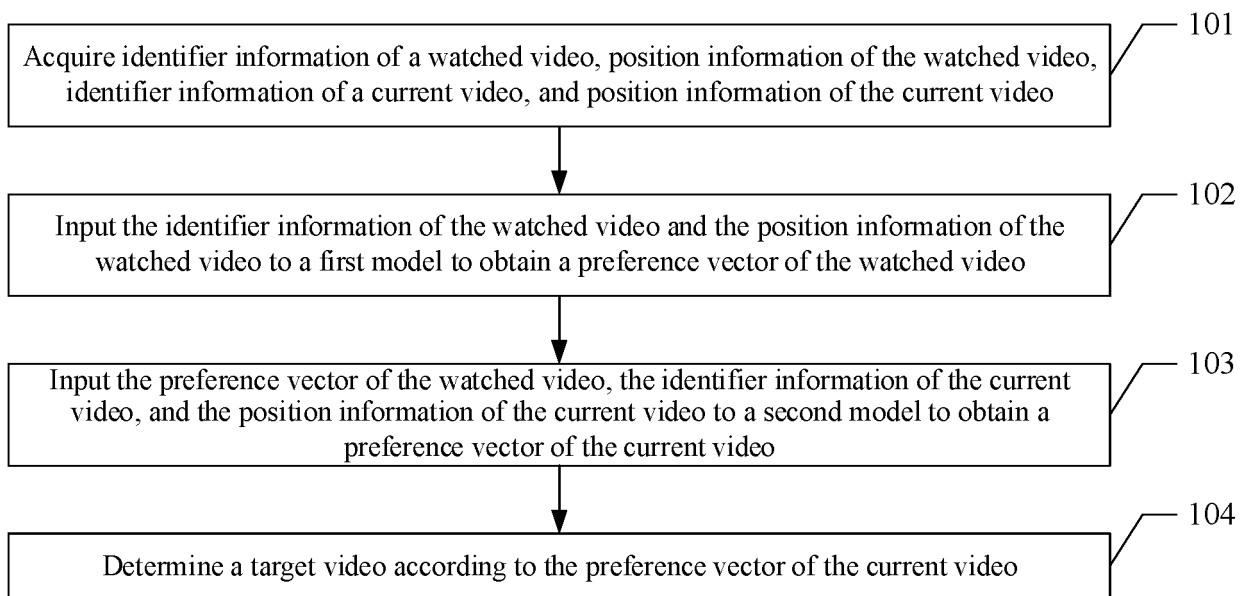 101
Acquire identifier information of a watched video, position information of the watched video,
identifier information of a current video, and position information of the current video
102
Input the identifier information of the watched video and the position information of the
watched video to a first model to obtain a preference vector of the watched video
103
Input the preference vector of the watched video, the identifier information of the current
video, and the position information of the current video to a second model to obtain a
preference vector of the current video
104
Determine a target video according to the preference vector of the current video